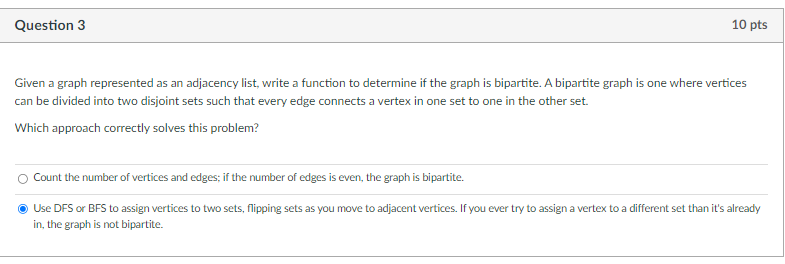 Question 3
10 pts
Given a graph represented as an adjacency list, write a function to determine if the graph is bipartite. A bipartite graph is one where vertices
can be divided into two disjoint sets such that every edge connects a vertex in one set to one in the other set.
Which approach correctly solves this problem?
Count the number of vertices and edges; if the number of edges is even, the graph is bipartite.
Use DFS or BFS to assign vertices to two sets, flipping sets as you move to adjacent vertices. If you ever try to assign a vertex to a different set than it's already
in, the graph is not bipartite.